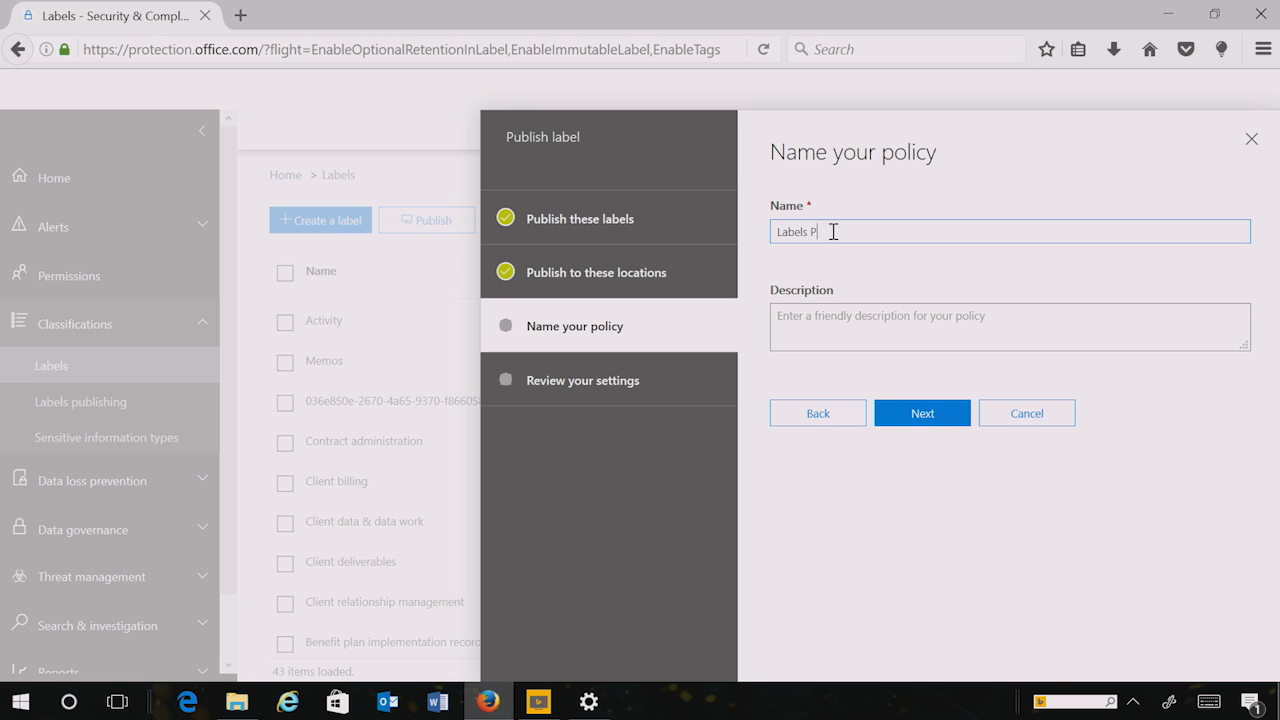 Labels - Security & Compl...
https://protection.office.com/?flight=EnableOptionalRetentionInLabel,EnableImmutableLabel,EnableTags
Search
Home
Alerts
Permissions
Classifications
Labels
Labels publishing
Sensitive information types
Data loss prevention
Data governance
Threat management
Search & investigation
Reports
Home > Labels
+ Create a label
Publish
Name
Activity
Memos
036e850e-2670-4a65-9370-f86605
Contract administration
Client billing
Client data & data work
Client deliverables
Client relationship management
Benefit plan implementation record
43 items loaded.
Publish label
Publish these labels
Publish to these locations
Name your policy
Review your settings
Name your policy
Name *
Labels P
Description
Enter a friendly description for your policy
Back
Next
Cancel
1